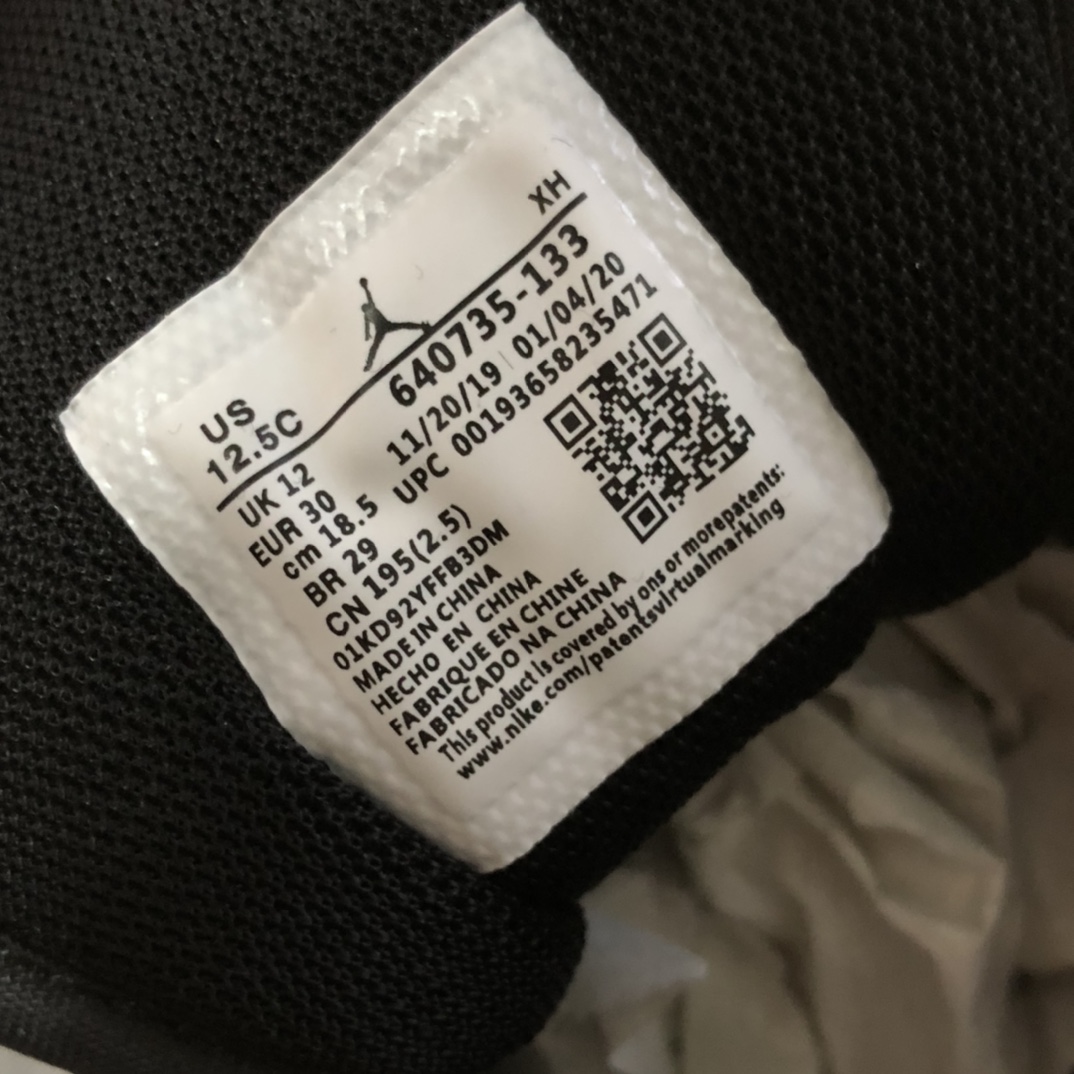 XH
US
12.5C
640735-133
UK 12
11/20/19 01/04/20
EUR 30
UPC 00193658235471
cm 18.5
BR 29
CN 195(2.5)
01KD92YFFB3DM
MADE IN CHINA
HECHO EN CHINA
FABRIQUE EN CHINE
FABRICADO NA CHINA
This product is covered by ons or morepatents:
www.nike.com/patentsvirtualmarking